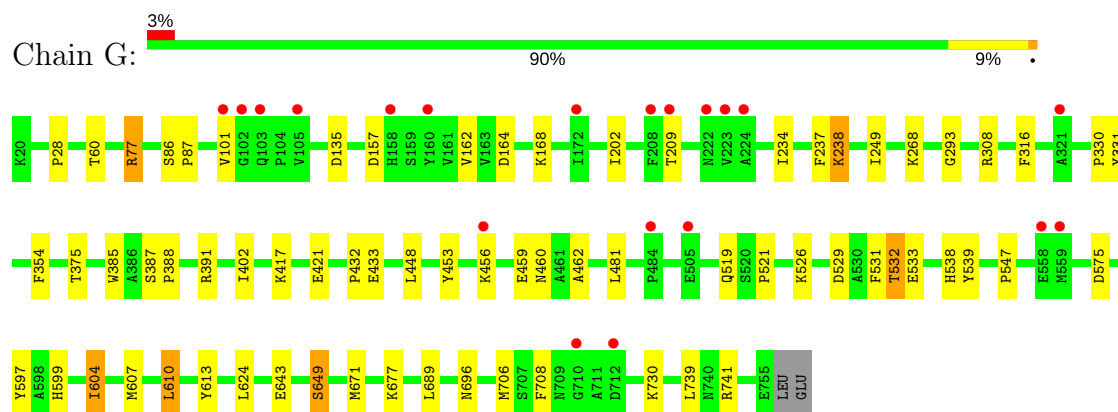 3%
Chain G:
90% 9% •
K20 P28 T60 R77 S86 P87 V101 G102 Q103 P104 V105 D135 D157 H158 S159 Y160 V161 V162 V163 D164 K168 I172 I202 F208 T209 N222 V223 A224 I234 F237 K238 I249 K268 G293 R308 F316 A321 P330
F354 T375 W385 A386 S387 P388 R391 I402 K417 E421 P432 E433 L448 Y453 K456 E459 N460 A461 A462 L481 P484 E505 Q519 S520 P521 K526 D529 A530 F531 T532 E533 H538 Y539 P547 E558 M559 D575
Y597 A598 H599 I604 M607 L610 Y613 L624 E643 S649 M671 K677 L689 N696 M706 S707 F708 N709 G710 A711 D712 K730 L739 N740 R741 E755 LEU GLU